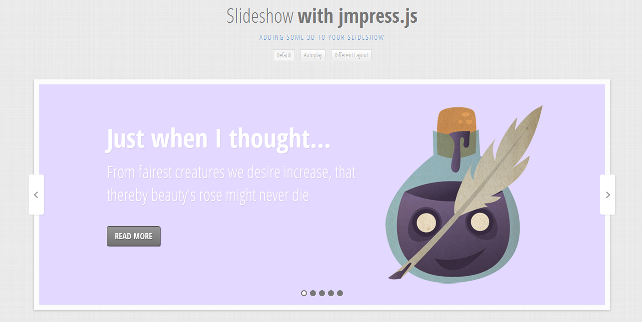 Slideshow with jmpress.js
ADDING SOME 3D TO YOUR SLIDESHOW
Default Autoplay Different Layout
Just when I thought...
From fairest creatures we desire increase, that
thereby beauty's rose might never die
READ MORE